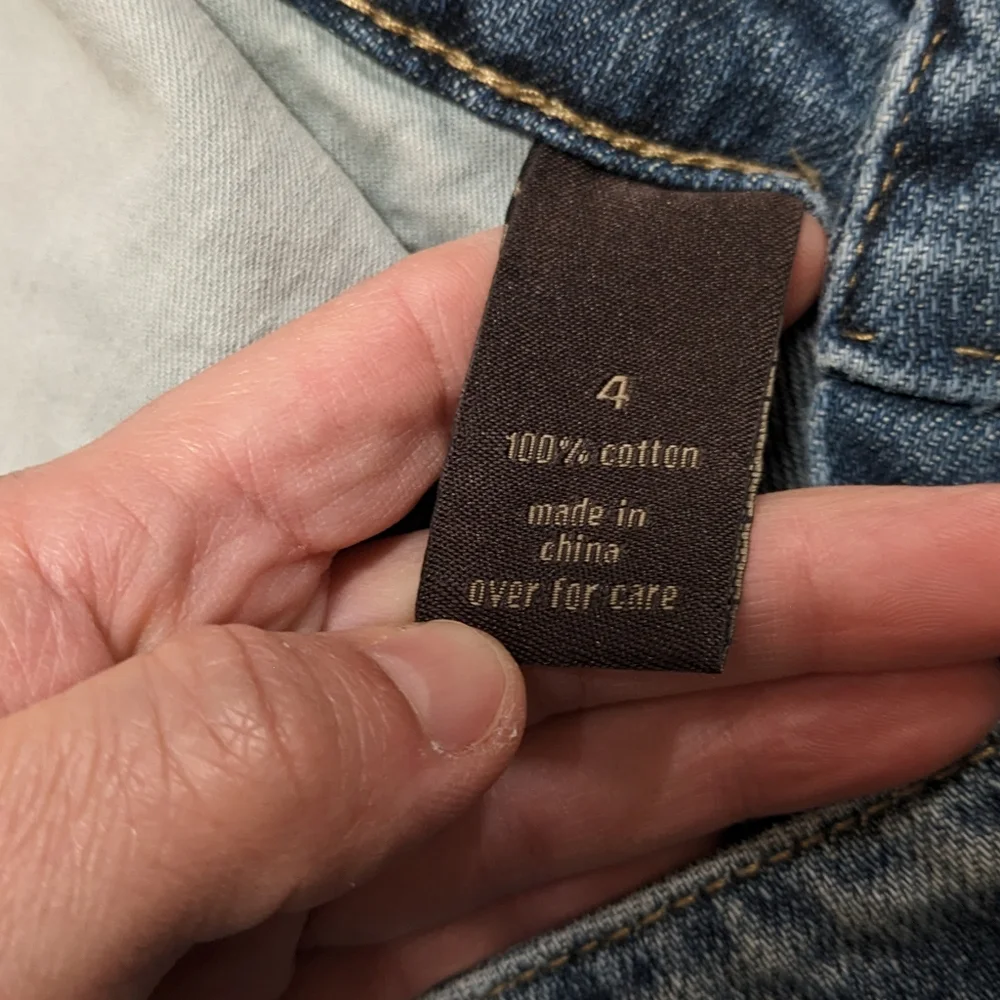 4
100% cotton
made in
china
over for care